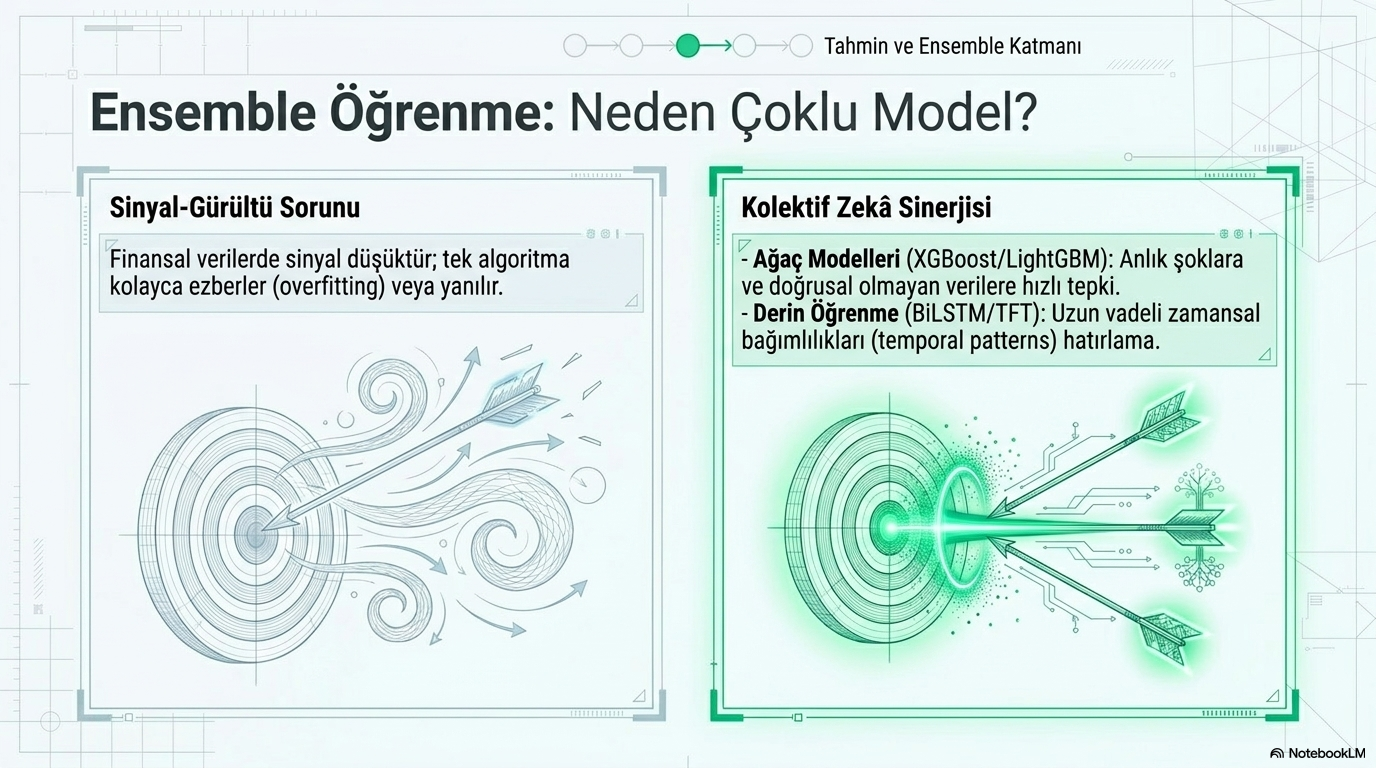 Tahmin ve Ensemble Katmanı
Ensemble Öğrenme: Neden Çoklu Model?
Sinyal-Gürültü Sorunu
Finansal verilerde sinyal düşüktür; tek algoritma
kolayca ezberler (overfitting) veya yanılır.
Kolektif Zekâ Sinerjisi
- Ağaç Modelleri (XGBoost/LightGBM): Anlık şoklara
ve doğrusal olmayan verilere hızlı tepki.
- Derin Öğrenme (BiLSTM/TFT): Uzun vadeli zamansal
bağımlılıkları (temporal patterns) hatırlama.
NotebookLM